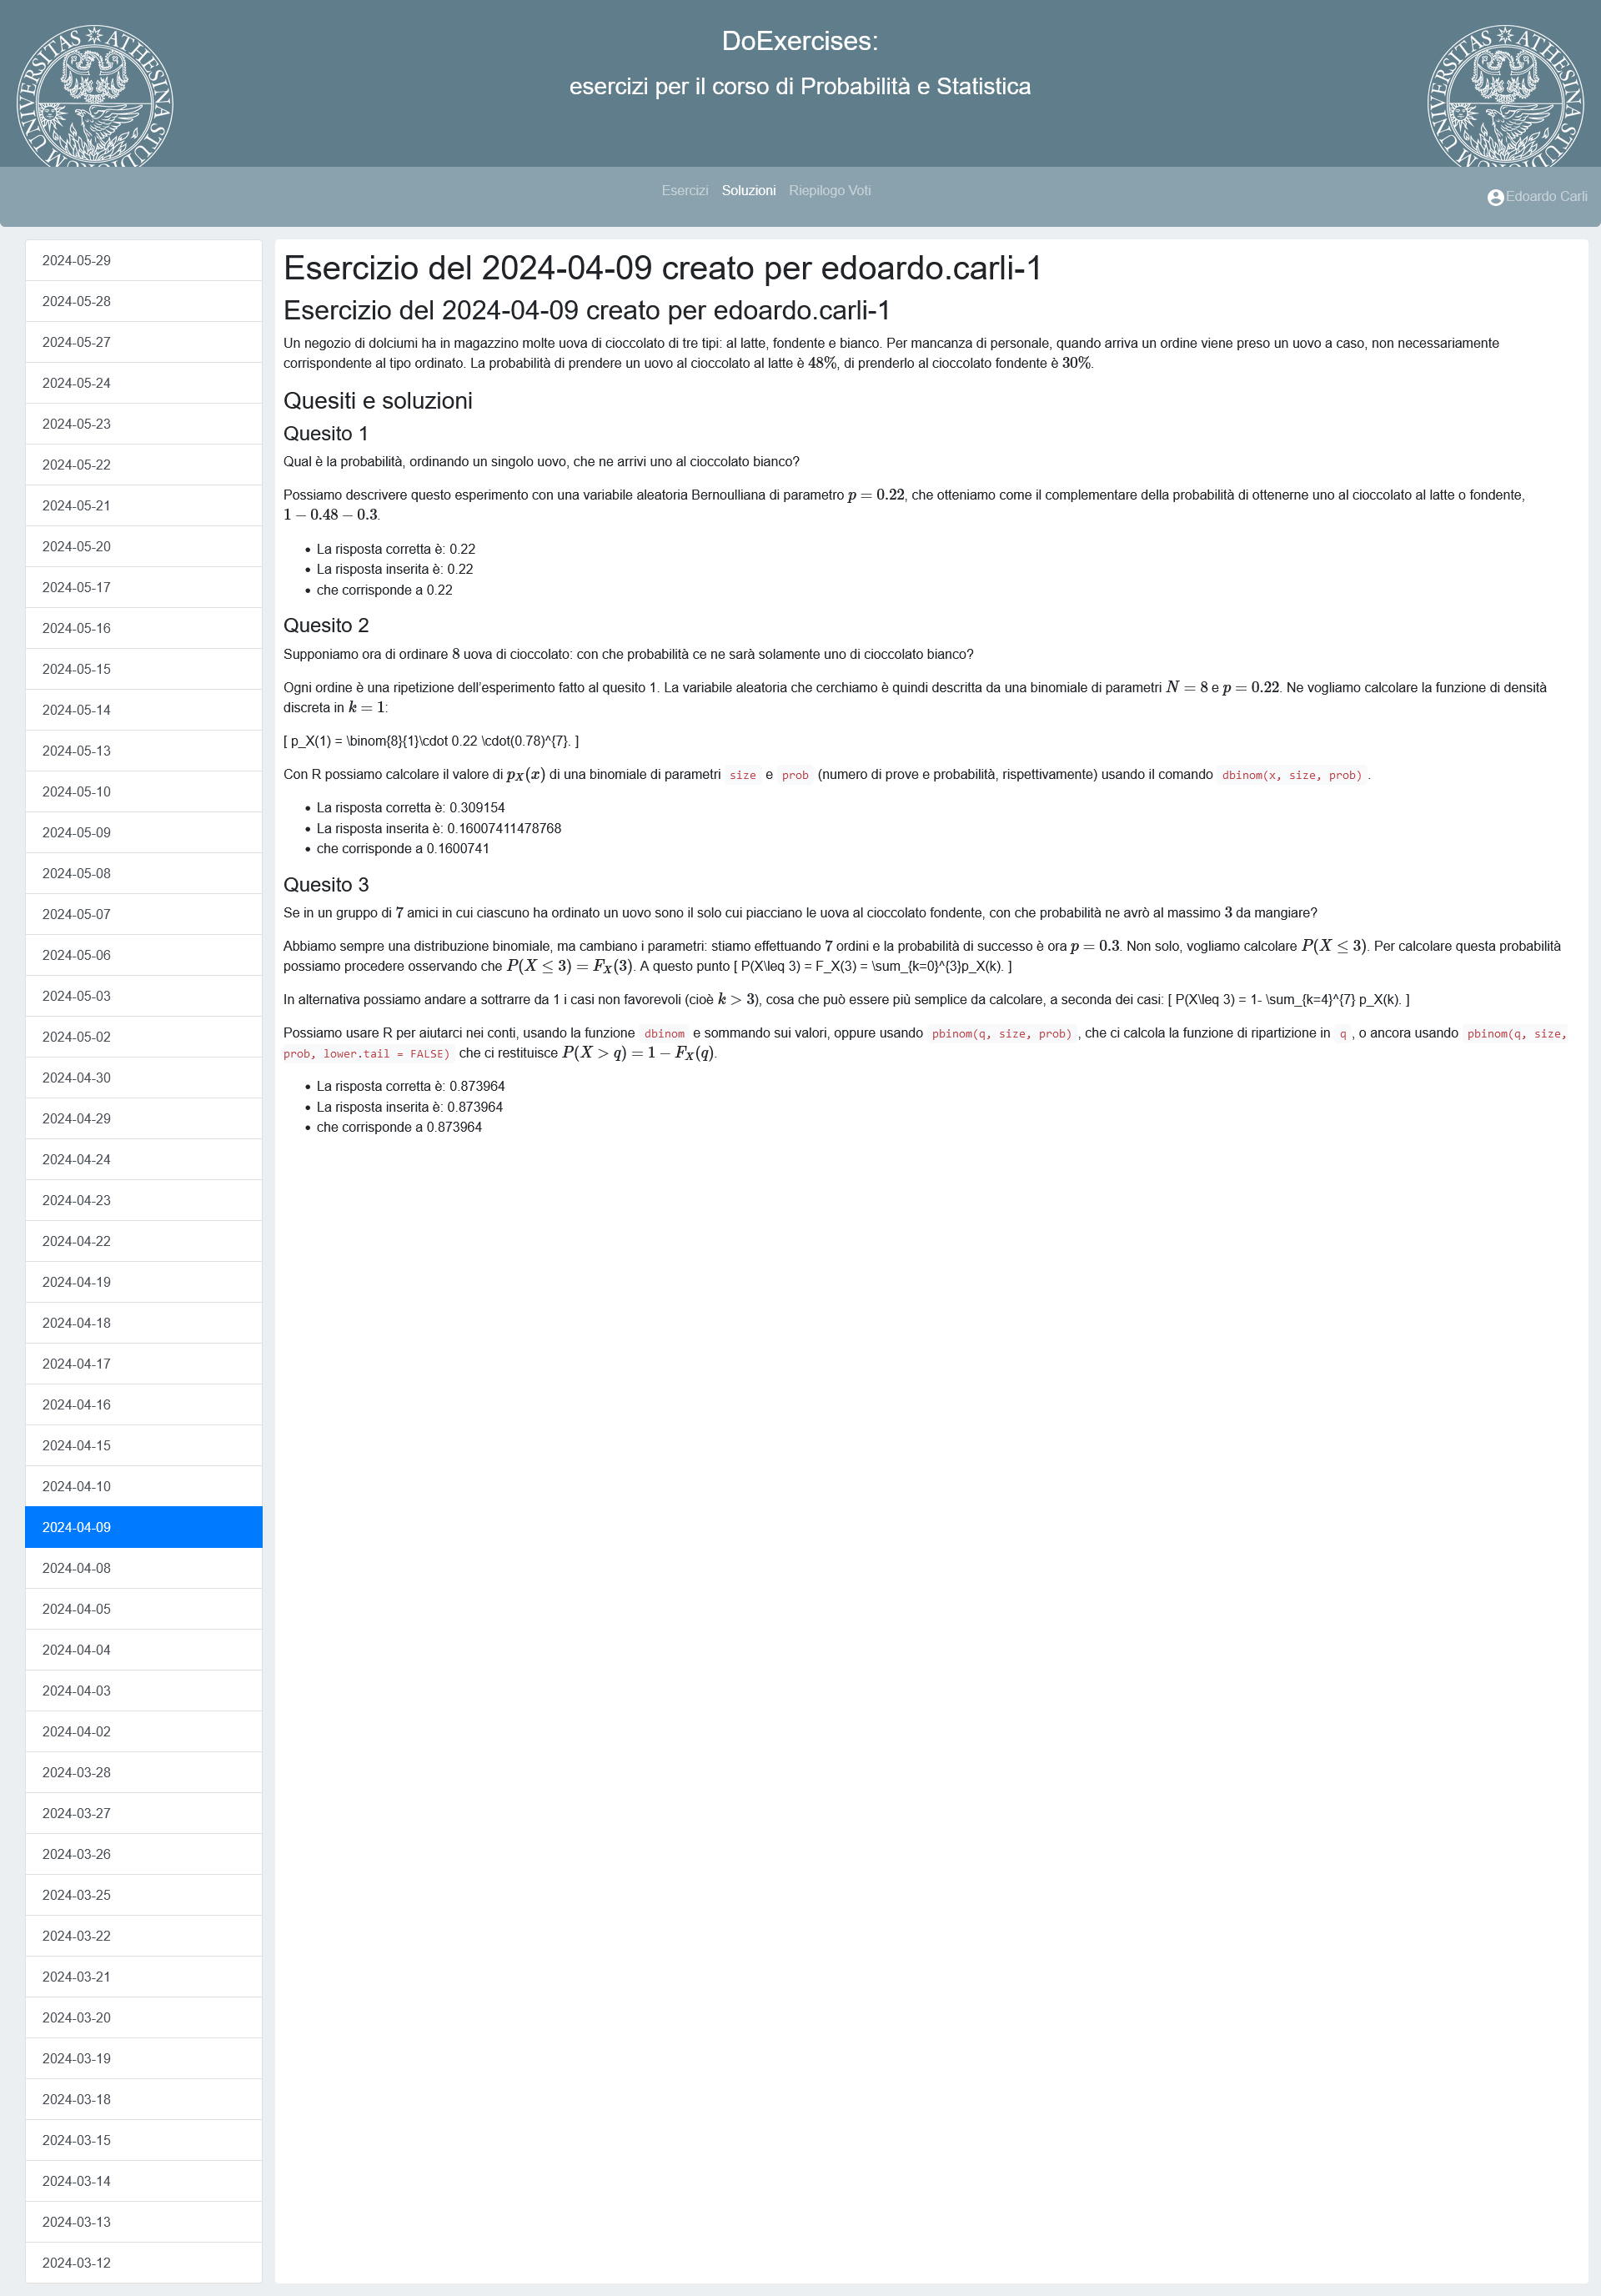 UNIVERSITAS ATHESINA STUDIORUM
DoExercises:
esercizi per il corso di Probabilità e Statistica
UNIVERSITAS ATHESINA STUDIORUM
Esercizi Soluzioni Riepilogo Voti
Edoardo Carli
2024-05-29
2024-05-28
2024-05-27
2024-05-24
2024-05-23
2024-05-22
2024-05-21
2024-05-20
2024-05-17
2024-05-16
2024-05-15
2024-05-14
2024-05-13
2024-05-10
2024-05-09
2024-05-08
2024-05-07
2024-05-06
2024-05-03
2024-05-02
2024-04-30
2024-04-29
2024-04-24
2024-04-23
2024-04-22
2024-04-19
2024-04-18
2024-04-17
2024-04-16
2024-04-15
2024-04-10
2024-04-09
2024-04-08
2024-04-05
2024-04-04
2024-04-03
2024-04-02
2024-03-28
2024-03-27
2024-03-26
2024-03-25
2024-03-22
2024-03-21
2024-03-20
2024-03-19
2024-03-18
2024-03-15
2024-03-14
2024-03-13
2024-03-12
Esercizio del 2024-04-09 creato per edoardo.carli-1
Esercizio del 2024-04-09 creato per edoardo.carli-1
Un negozio di dolciumi ha in magazzino molte uova di cioccolato di tre tipi: al latte, fondente e bianco. Per mancanza di personale, quando arriva un ordine viene preso un uovo a caso, non necessariamente
corrispondente al tipo ordinato. La probabilità di prendere un uovo al cioccolato al latte è 48%, di prenderlo al cioccolato fondente è 30%.
Quesiti e soluzioni
Quesito 1
Qual è la probabilità, ordinando un singolo uovo, che ne arrivi uno al cioccolato bianco?
Possiamo descrivere questo esperimento con una variabile aleatoria Bernoulliana di parametro p = 0.22, che otteniamo come il complementare della probabilità di ottenerne uno al cioccolato al latte o fondente,
1 − 0.48 − 0.3.
• La risposta corretta è: 0.22
• La risposta inserita è: 0.22
• che corrisponde a 0.22
Quesito 2
Supponiamo ora di ordinare 8 uova di cioccolato: con che probabilità ce ne sarà solamente uno di cioccolato bianco?
Ogni ordine è una ripetizione dell’esperimento fatto al quesito 1. La variabile aleatoria che cerchiamo è quindi descritta da una binomiale di parametri N = 8 e p = 0.22. Ne vogliamo calcolare la funzione di densità
discreta in k = 1:
[ p_X(1) = \binom{8}{1}\cdot 0.22 \cdot(0.78)^{7}. ]
Con R possiamo calcolare il valore di p_X(x) di una binomiale di parametri size e prob (numero di prove e probabilità, rispettivamente) usando il comando dbinom(x, size, prob).
• La risposta corretta è: 0.309154
• La risposta inserita è: 0.16007411478768
• che corrisponde a 0.1600741
Quesito 3
Se in un gruppo di 7 amici in cui ciascuno ha ordinato un uovo sono il solo cui piacciano le uova al cioccolato fondente, con che probabilità ne avrò al massimo 3 da mangiare?
Abbiamo sempre una distribuzione binomiale, ma cambiano i parametri: stiamo effettuando 7 ordini e la probabilità di successo è ora p = 0.3. Non solo, vogliamo calcolare P(X ≤ 3). Per calcolare questa probabilità
possiamo procedere osservando che P(X ≤ 3) = F_X(3). A questo punto [ P(X\leq 3) = F_X(3) = \sum_{k=0}^{3}p_X(k). ]
In alternativa possiamo andare a sottrarre da 1 i casi non favorevoli (cioè k > 3), cosa che può essere più semplice da calcolare, a seconda dei casi: [ P(X\leq 3) = 1- \sum_{k=4}^{7} p_X(k). ]
Possiamo usare R per aiutarci nei conti, usando la funzione dbinom e sommando sui valori, oppure usando pbinom(q, size, prob), che ci calcola la funzione di ripartizione in q, o ancora usando pbinom(q, size,
prob, lower.tail = FALSE) che ci restituisce P(X > q) = 1 − F_X(q).
• La risposta corretta è: 0.873964
• La risposta inserita è: 0.873964
• che corrisponde a 0.873964